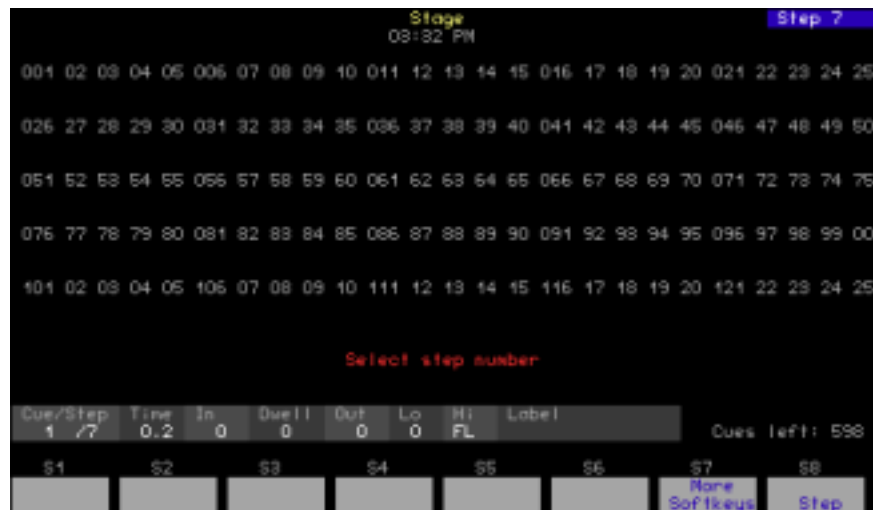 Stage
Step 7
08:32 PM
001 02 03 04 05 006 07 08 09 10 011 12 13 14 15 016 17 18 19 20 021 22 23 24 25
026 27 28 29 30 031 32 33 34 35 036 37 38 39 40 041 42 43 44 45 046 47 48 49 50
051 52 53 54 55 056 57 58 59 60 061 62 63 64 65 066 67 68 69 70 071 72 73 74 75
076 77 78 79 80 081 82 83 84 85 086 87 88 89 90 091 92 93 94 95 096 97 98 99 00
101 02 03 04 05 106 07 08 09 10 111 12 13 14 15 116 17 18 19 20 121 22 23 24 25
Select step number
Cue/Step Time In Dwell Out Lo Hi Label
1 /7 0.2 0 0 0 0 FL
Cues left: 598
S1 S2 S3 S4 S5 S6 S7 S8
More
Softkeys
Step